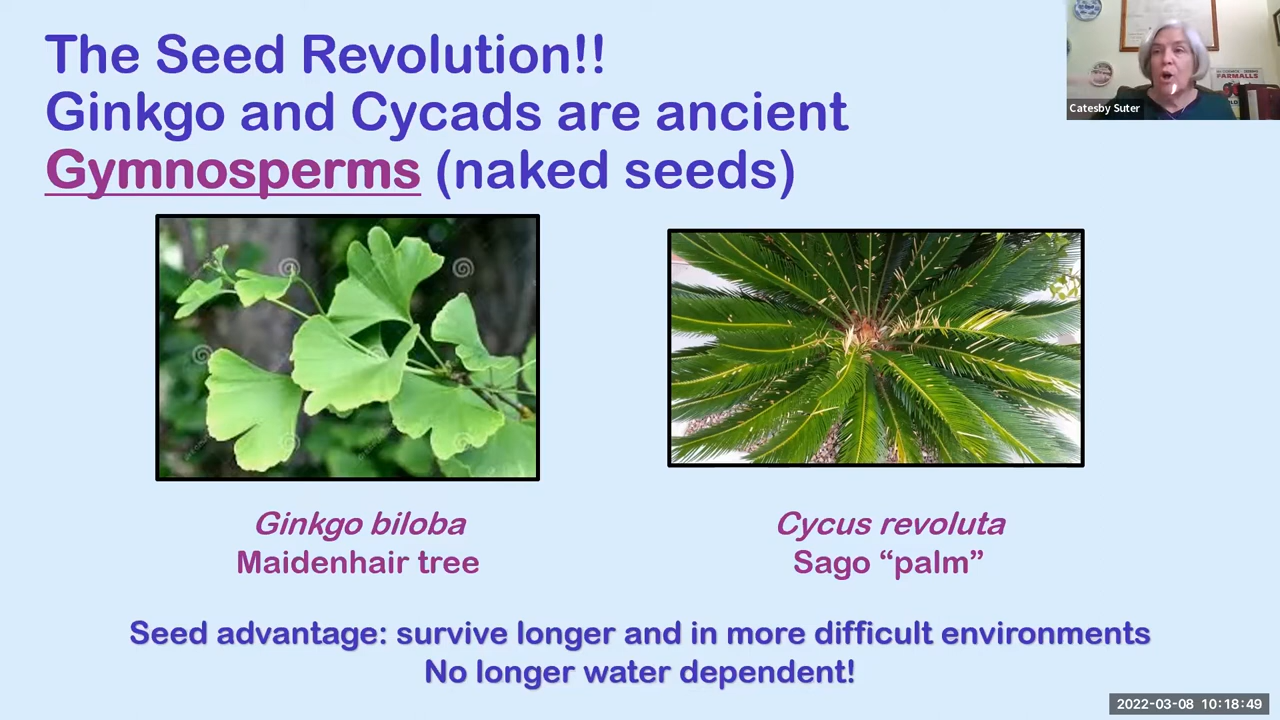 The Seed Revolution!!
Ginkgo and Cycads are ancient
Gymnosperms (naked seeds)
Catesby Suter
FARMALLS
Ginkgo biloba
Maidenhair tree
Cycus revoluta
Sago “palm”
Seed advantage: survive longer and in more difficult environments
No longer water dependent!
2022-03-08 10:18:49